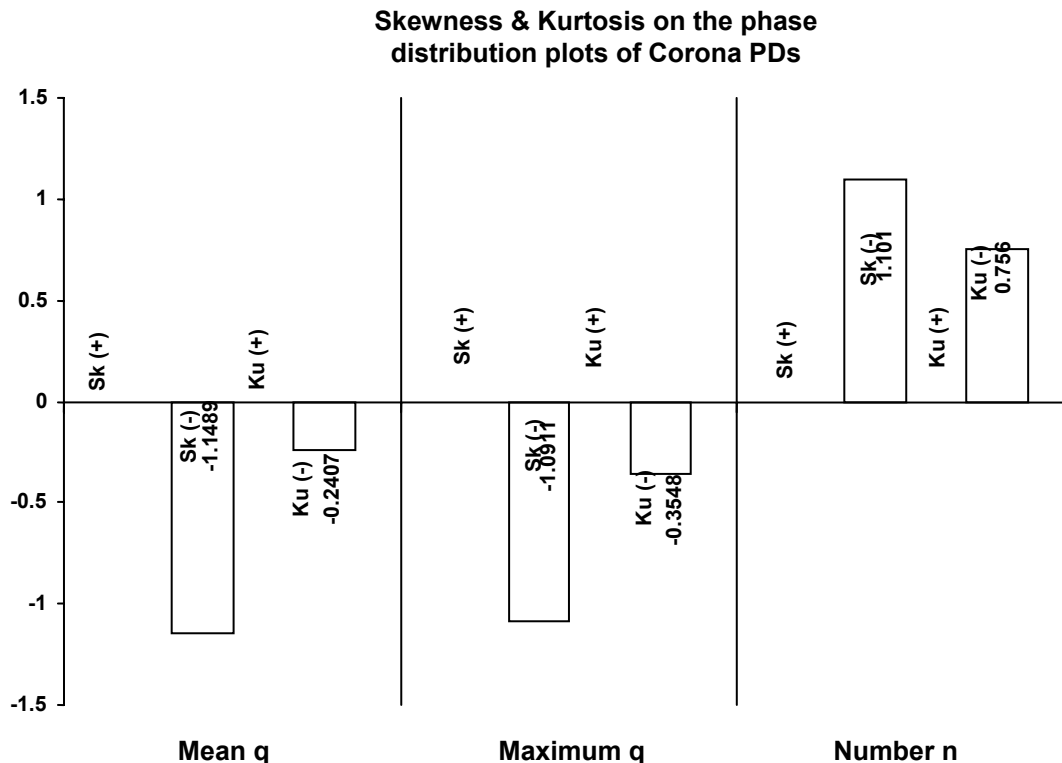 Skewness & Kurtosis on the phase
distribution plots of Corona PDs
1.5
1
0.5
0
-0.5
-1
-1.5
Sk (+)
Sk (-)
-1.1489
Ku (+)
Ku (-)
-0.2407
Sk (+)
Sk (-)
-1.0911
Ku (+)
Ku (-)
-0.3548
Sk (+)
Sk (-)
1.101
Ku (+)
Ku (-)
0.756
Mean q
Maximum q
Number n